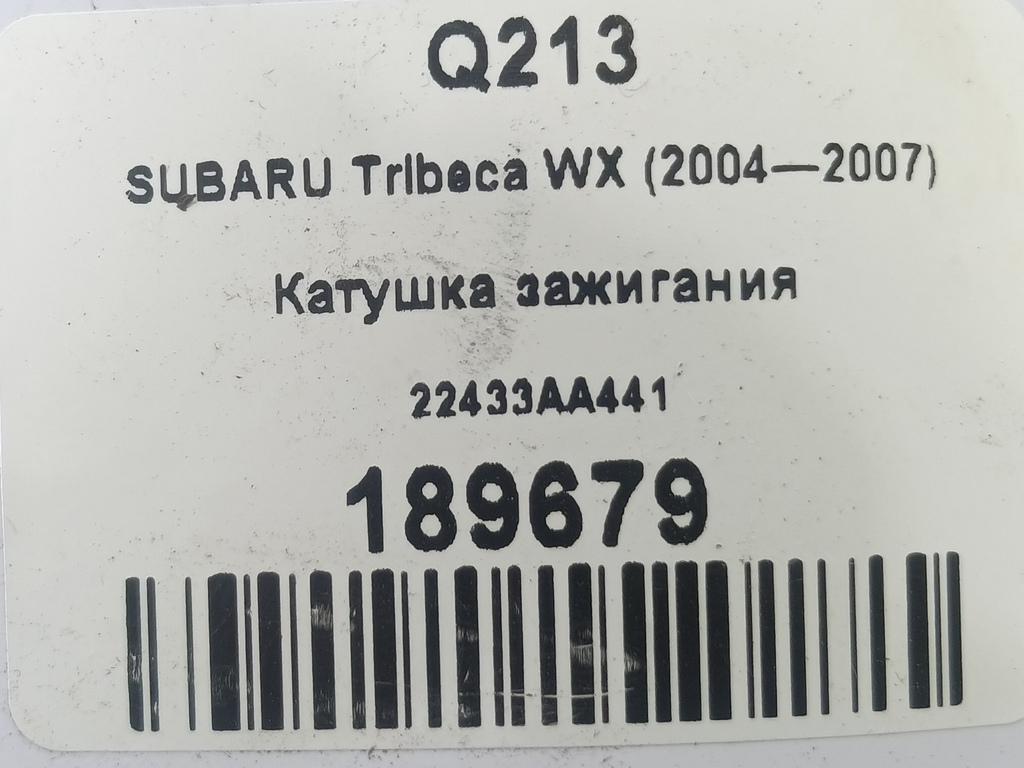 Q213
SUBARU Tribeca WX (2004—2007)
Катушка зажигания
22433AA441
189679